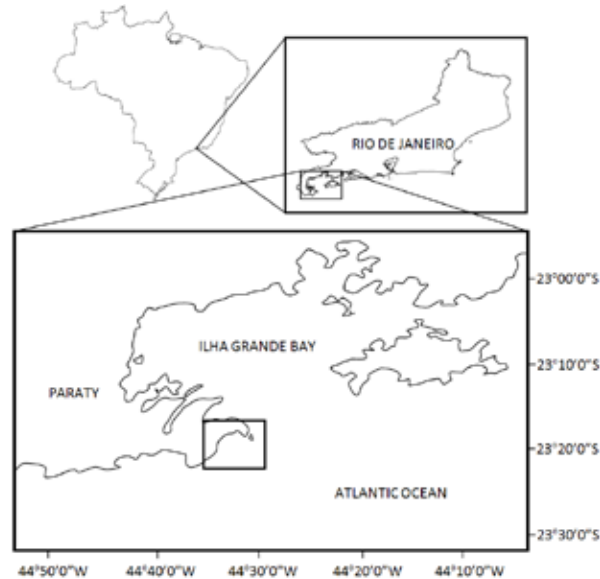 RIO DE JANEIRO
23°00'0"S
ILHA GRANDE BAY
23°10'0"S
PARATY
23°20'0"S
ATLANTIC OCEAN
23°30'0"S
44°50'0"W 44°40'0"W 44°30'0"W 44°20'0"W 44°10'0"W